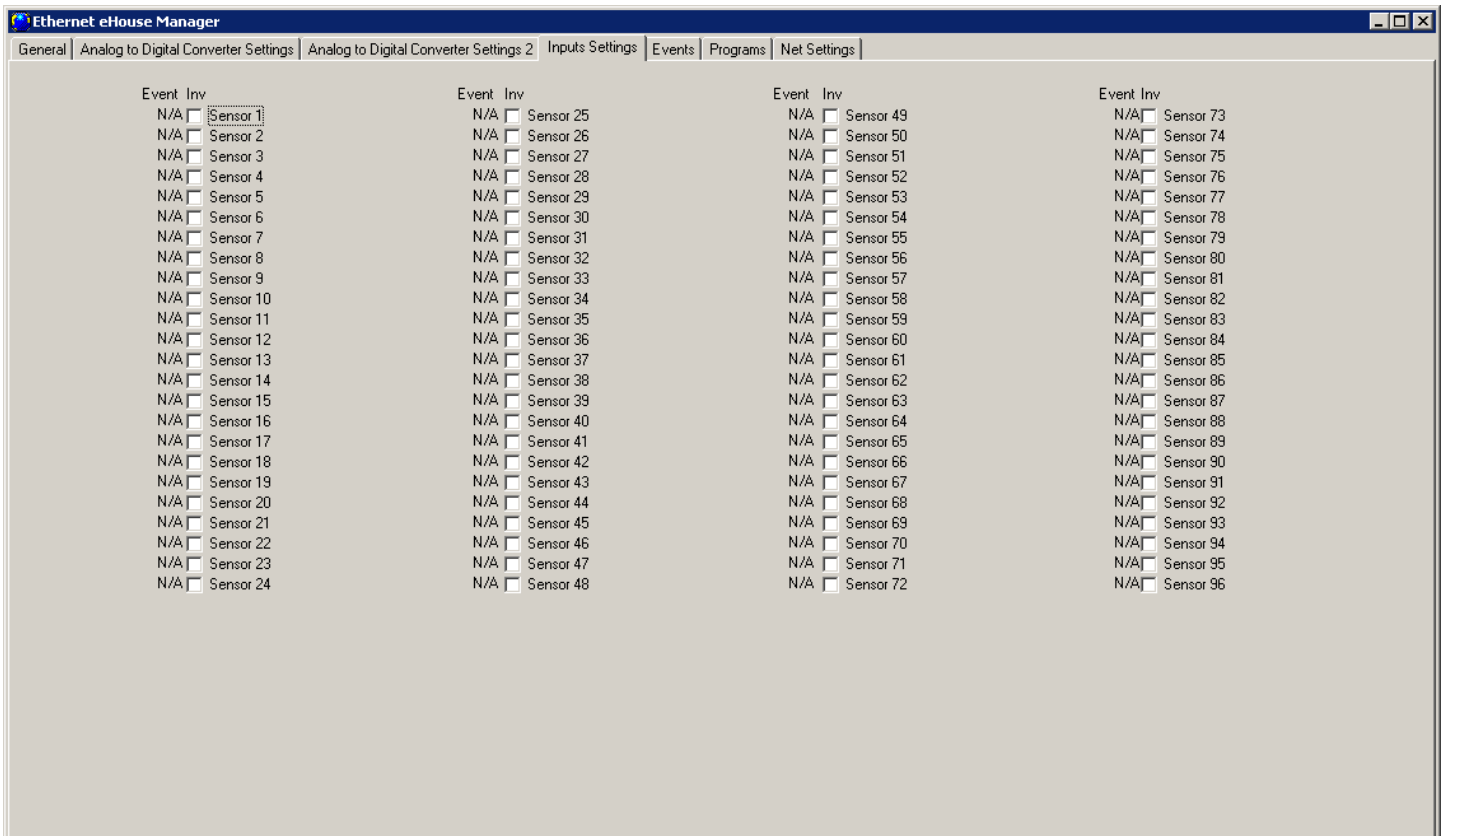 Ethernet eHouse Manager
General Analog to Digital Converter Settings Analog to Digital Converter Settings 2 Inputs Settings Events Programs Net Settings
Event Inv Event Inv Event Inv Event Inv
N/A Sensor 1 N/A Sensor 25 N/A Sensor 49 N/A Sensor 73
N/A Sensor 2 N/A Sensor 26 N/A Sensor 50 N/A Sensor 74
N/A Sensor 3 N/A Sensor 27 N/A Sensor 51 N/A Sensor 75
N/A Sensor 4 N/A Sensor 28 N/A Sensor 52 N/A Sensor 76
N/A Sensor 5 N/A Sensor 29 N/A Sensor 53 N/A Sensor 77
N/A Sensor 6 N/A Sensor 30 N/A Sensor 54 N/A Sensor 78
N/A Sensor 7 N/A Sensor 31 N/A Sensor 55 N/A Sensor 79
N/A Sensor 8 N/A Sensor 32 N/A Sensor 56 N/A Sensor 80
N/A Sensor 9 N/A Sensor 33 N/A Sensor 57 N/A Sensor 81
N/A Sensor 10 N/A Sensor 34 N/A Sensor 58 N/A Sensor 82
N/A Sensor 11 N/A Sensor 35 N/A Sensor 59 N/A Sensor 83
N/A Sensor 12 N/A Sensor 36 N/A Sensor 60 N/A Sensor 84
N/A Sensor 13 N/A Sensor 37 N/A Sensor 61 N/A Sensor 85
N/A Sensor 14 N/A Sensor 38 N/A Sensor 62 N/A Sensor 86
N/A Sensor 15 N/A Sensor 39 N/A Sensor 63 N/A Sensor 87
N/A Sensor 16 N/A Sensor 40 N/A Sensor 64 N/A Sensor 88
N/A Sensor 17 N/A Sensor 41 N/A Sensor 65 N/A Sensor 89
N/A Sensor 18 N/A Sensor 42 N/A Sensor 66 N/A Sensor 90
N/A Sensor 19 N/A Sensor 43 N/A Sensor 67 N/A Sensor 91
N/A Sensor 20 N/A Sensor 44 N/A Sensor 68 N/A Sensor 92
N/A Sensor 21 N/A Sensor 45 N/A Sensor 69 N/A Sensor 93
N/A Sensor 22 N/A Sensor 46 N/A Sensor 70 N/A Sensor 94
N/A Sensor 23 N/A Sensor 47 N/A Sensor 71 N/A Sensor 95
N/A Sensor 24 N/A Sensor 48 N/A Sensor 72 N/A Sensor 96